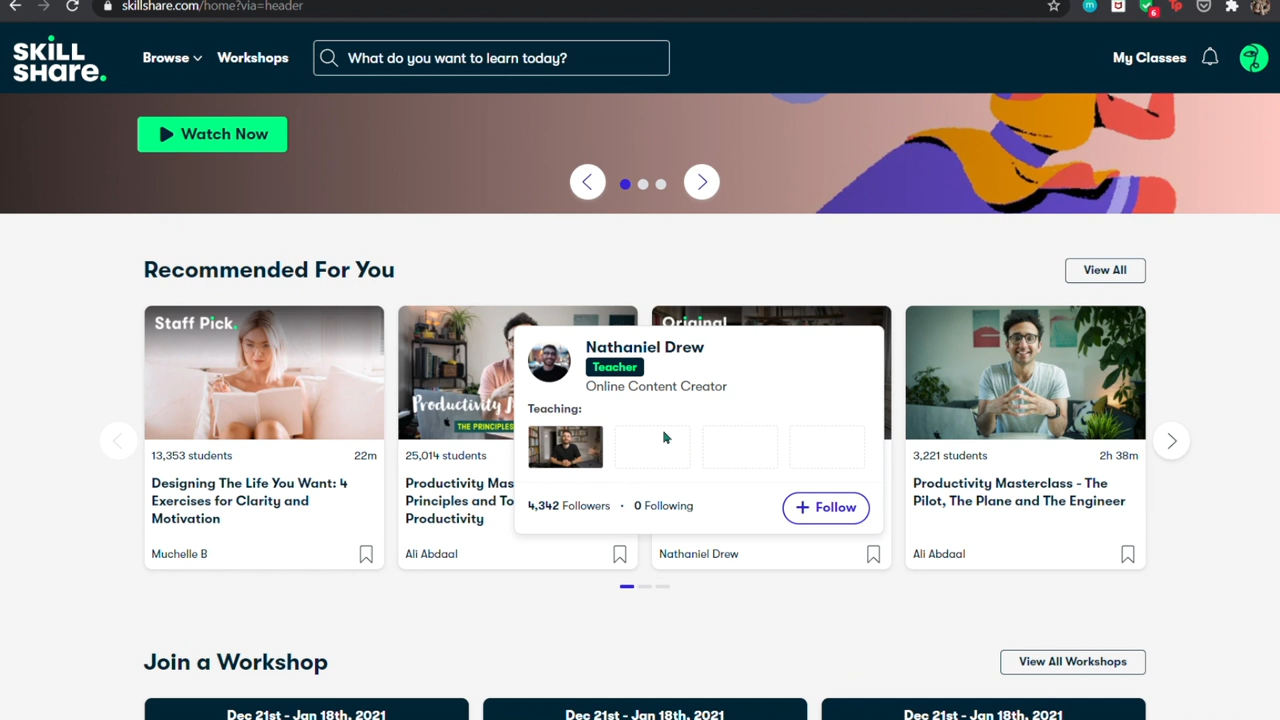 skillshare.com/home?via=header
6
SKILL
SHARE.
Browse
Workshops
What do you want to learn today?
My Classes
Watch Now
Recommended For You
View All
Staff Pick.
13,353 students
22m
Designing The Life You Want: 4
Exercises for Clarity and
Motivation
Muchelle B
Productivity
THE PRINCIPLES
25,014 students
Productivity Mas
Principles and To
Productivity
Ali Abdaal
Original
Nathaniel Drew
Teacher
Online Content Creator
Teaching:
4,342 Followers • 0 Following
+ Follow
Nathaniel Drew
3,221 students
2h 38m
Productivity Masterclass - The
Pilot, The Plane and The Engineer
Ali Abdaal
Join a Workshop
View All Workshops
Dec 21st - Jan 18th, 2021
Dec 21st - Jan 18th, 2021
Dec 21st - Jan 18th, 2021